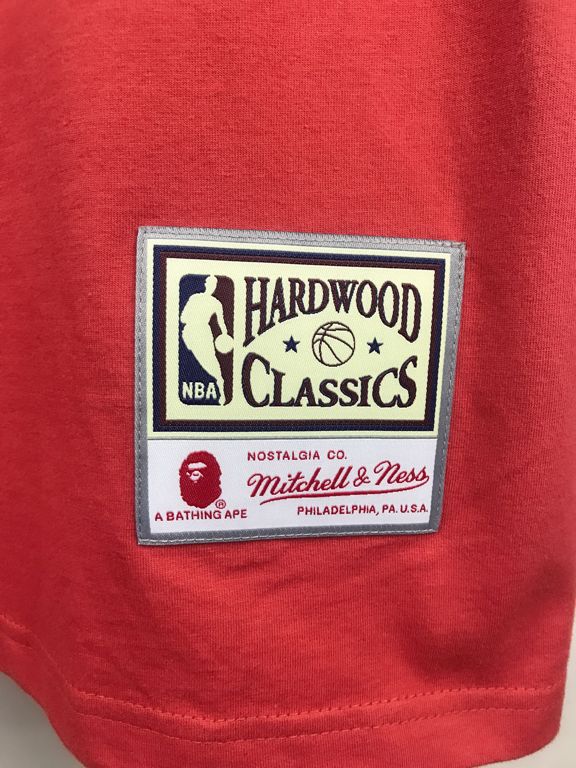 HARDWOOD
CLASSICS
NBA
NOSTALGIA CO.
Mitchell & Ness
PHILADELPHIA, PA. U.S.A.
®
A BATHING APE